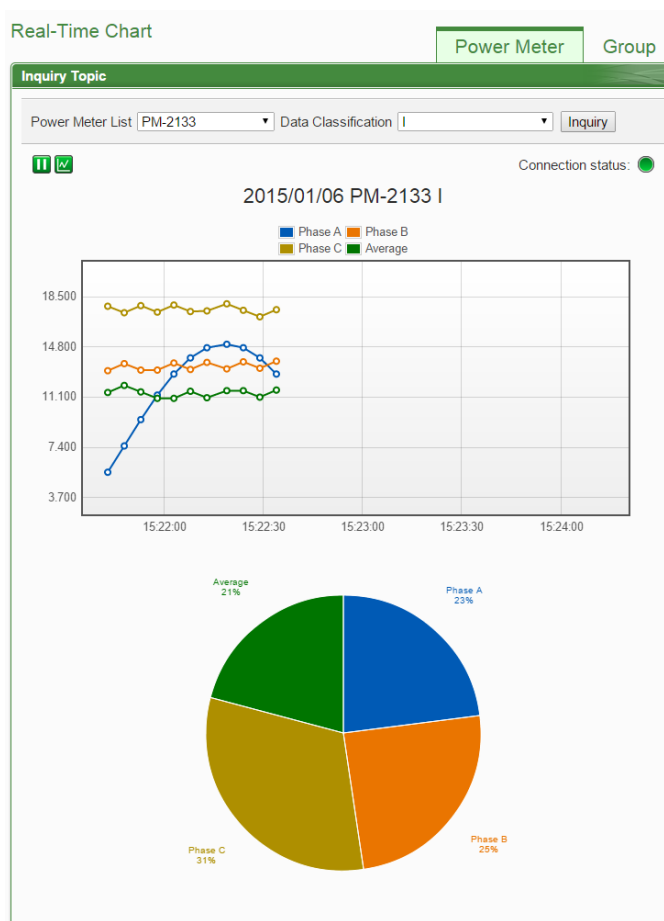 Real-Time Chart
Power Meter Group
Inquiry Topic
Power Meter List PM-2133 Data Classification I Inquiry
Connection status:
2015/01/06 PM-2133 I
Phase A Phase B
Phase C Average
18.500
14.800
11.100
7.400
3.700
15:22:00 15:22:30 15:23:00 15:23:30 15:24:00
Average
21%
Phase A
23%
Phase C
31%
Phase B
25%